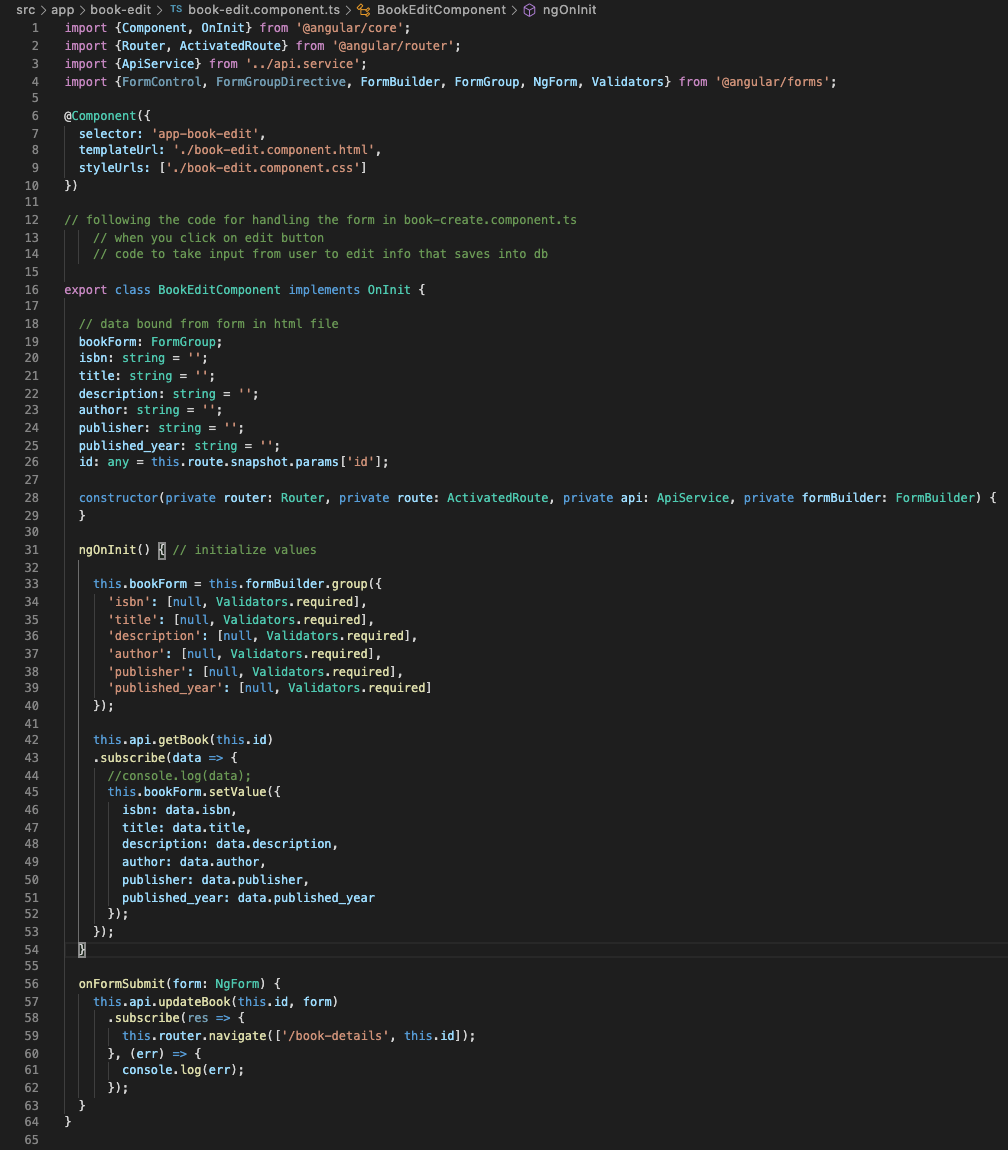 src > app > book-edit > TS book-edit.component.ts > BookEditComponent > ngOnInit
1 import {Component, OnInit} from '@angular/core';
2 import {Router, ActivatedRoute} from '@angular/router';
3 import {ApiService} from '../api.service';
4 import {FormControl, FormGroupDirective, FormBuilder, FormGroup, NgForm, Validators} from '@angular/forms';
5
6 @Component({
7   selector: 'app-book-edit',
8   templateUrl: './book-edit.component.html',
9   styleUrls: ['./book-edit.component.css']
10 })
11
12 // following the code for handling the form in book-create.component.ts
13     // when you click on edit button
14     // code to take input from user to edit info that saves into db
15
16 export class BookEditComponent implements OnInit {
17
18   // data bound from form in html file
19   bookForm: FormGroup;
20   isbn: string = '';
21   title: string = '';
22   description: string = '';
23   author: string = '';
24   publisher: string = '';
25   published_year: string = '';
26   id: any = this.route.snapshot.params['id'];
27
28   constructor(private router: Router, private route: ActivatedRoute, private api: ApiService, private formBuilder: FormBuilder) {
29   }
30
31   ngOnInit() { // initialize values
32
33     this.bookForm = this.formBuilder.group({
34       'isbn': [null, Validators.required],
35       'title': [null, Validators.required],
36       'description': [null, Validators.required],
37       'author': [null, Validators.required],
38       'publisher': [null, Validators.required],
39       'published_year': [null, Validators.required]
40     });
41
42     this.api.getBook(this.id)
43     .subscribe(data => {
44       //console.log(data);
45       this.bookForm.setValue({
46         isbn: data.isbn,
47         title: data.title,
48         description: data.description,
49         author: data.author,
50         publisher: data.publisher,
51         published_year: data.published_year
52       });
53     });
54   }
55
56   onFormSubmit(form: NgForm) {
57     this.api.updateBook(this.id, form)
58       .subscribe(res => {
59         this.router.navigate(['/book-details', this.id]);
60       }, (err) => {
61         console.log(err);
62       });
63   }
64 }
65